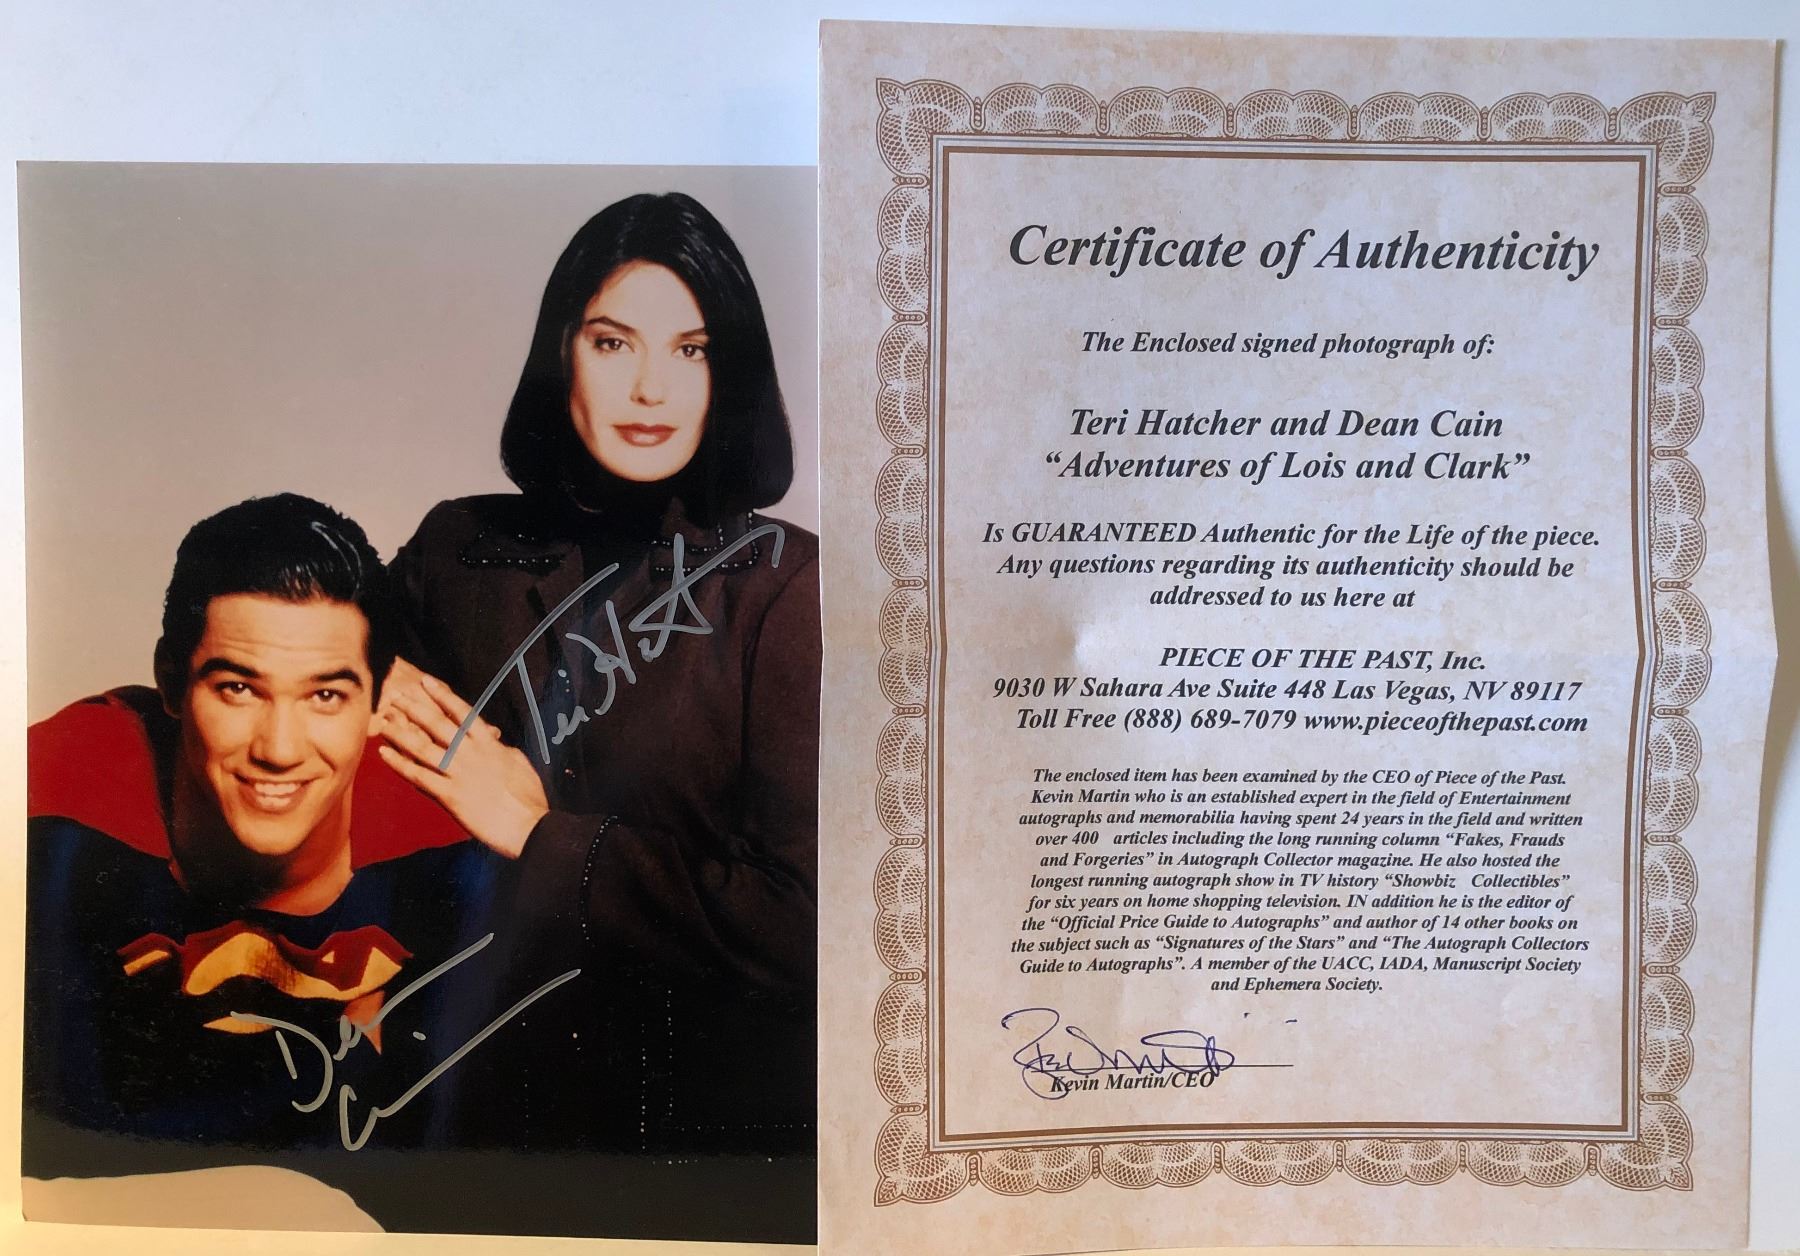 Teri Hat
Dean
Cain
Certificate of Authenticity
The Enclosed signed photograph of:
Teri Hatcher and Dean Cain
“Adventures of Lois and Clark”
Is GUARANTEED Authentic for the Life of the piece.
Any questions regarding its authenticity should be
addressed to us here at
PIECE OF THE PAST, Inc.
9030 W Sahara Ave Suite 448 Las Vegas, NV 89117
Toll Free (888) 689-7079 www.pieceofthepast.com
The enclosed item has been examined by the CEO of Piece of the Past.
Kevin Martin who is an established expert in the field of Entertainment
autographs and memorabilia having spent 24 years in the field and written
over 400 articles including the long running column “Fakes, Frauds
and Forgeries” in Autograph Collector magazine. He also hosted the
longest running autograph show in TV history “Showbiz Collectibles”
for six years on home shopping television. IN addition he is the editor of
the “Official Price Guide to Autographs” and author of 14 other books on
the subject such as “Signatures of the Stars” and “The Autograph Collectors
Guide to Autographs”. A member of the UACC, IADA, Manuscript Society
and Ephemera Society.
Kevin Martin/CEO